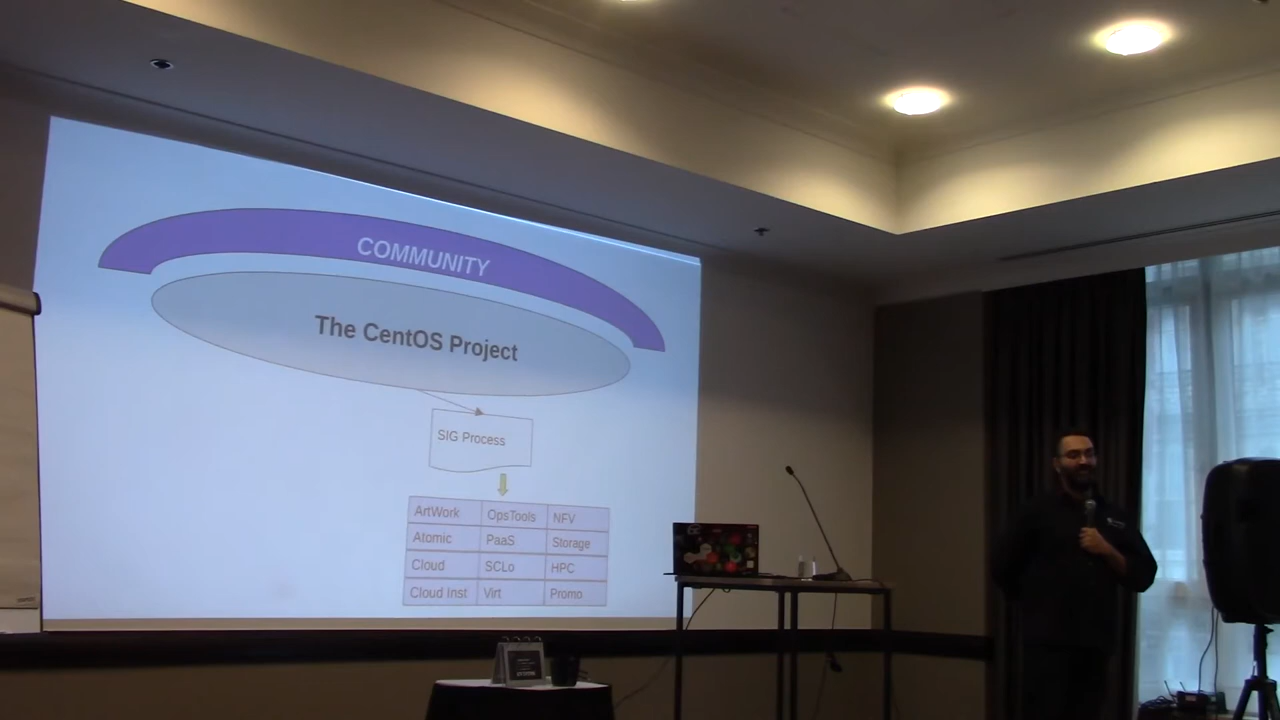 COMMUNITY
The CentOS Project
SIG Process
ArtWork OpsTools NFV
Atomic PaaS Storage
Cloud SCLo HPC
Cloud Inst Virt Promo